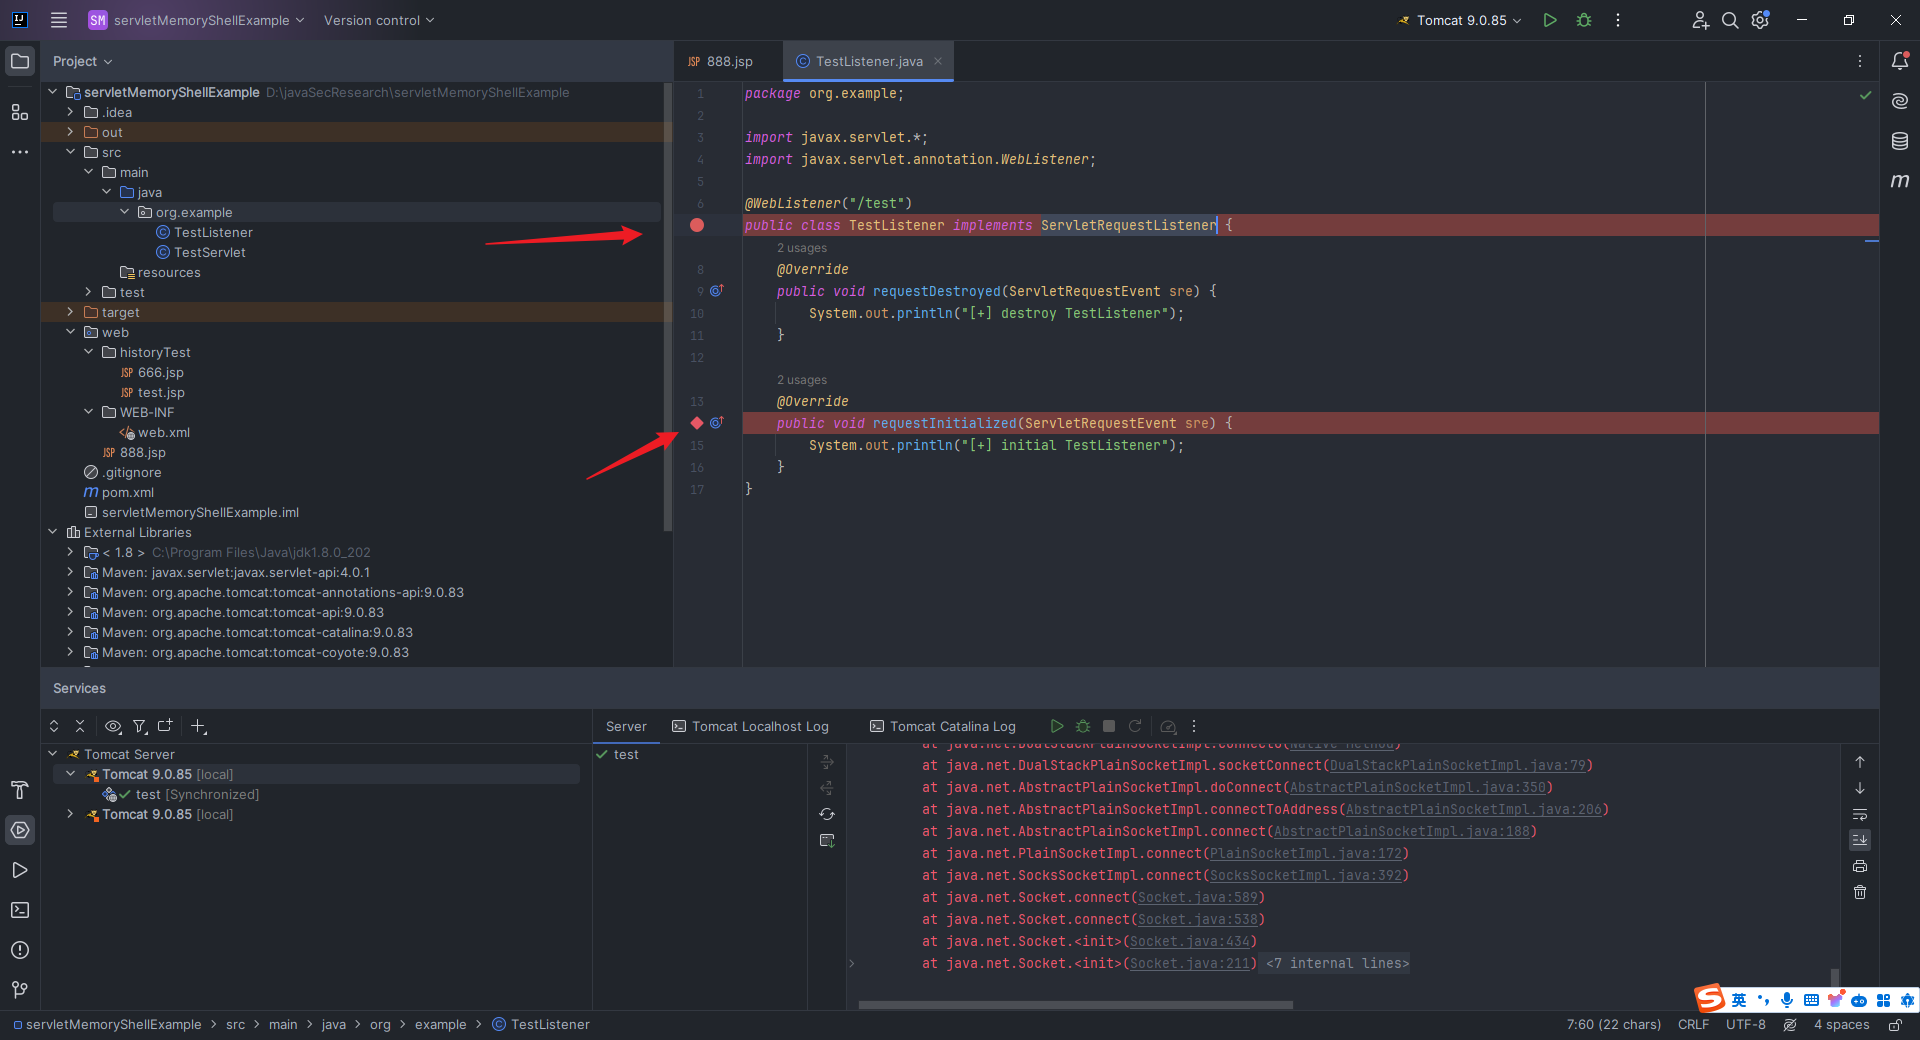 SM servletMemoryShellExample Version control Tomcat 9.0.85
Project
servletMemoryShellExample D:\javaSecResearch\servletMemoryShellExample
.idea
out
src
main
java
org.example
TestListener
TestServlet
resources
test
target
web
historyTest
JSP 666.jsp
JSP test.jsp
WEB-INF
web.xml
JSP 888.jsp
.gitignore
m pom.xml
servletMemoryShellExample.iml
External Libraries
< 1.8 > C:\Program Files\Java\jdk1.8.0_202
Maven: javax.servlet:javax.servlet-api:4.0.1
Maven: org.apache.tomcat:tomcat-annotations-api:9.0.83
Maven: org.apache.tomcat:tomcat-api:9.0.83
Maven: org.apache.tomcat:tomcat-catalina:9.0.83
Maven: org.apache.tomcat:tomcat-coyote:9.0.83
JSP 888.jsp TestListener.java
1 package org.example;
2
3 import javax.servlet.*;
4 import javax.servlet.annotation.WebListener;
5
6 @WebListener("/test")
public class TestListener implements ServletRequestListener {
2 usages
8 @Override
9 public void requestDestroyed(ServletRequestEvent sre) {
10 System.out.println("[+] destroy TestListener");
11 }
12
2 usages
13 @Override
public void requestInitialized(ServletRequestEvent sre) {
15 System.out.println("[+] initial TestListener");
16 }
17 }
m
Services
Tomcat Server
Tomcat 9.0.85 [local]
test [Synchronized]
Tomcat 9.0.85 [local]
Server Tomcat Localhost Log Tomcat Catalina Log
test
at java.net.DualStackPlainSocketImpl.connect0(Native Method)
at java.net.DualStackPlainSocketImpl.socketConnect(DualStackPlainSocketImpl.java:79)
at java.net.AbstractPlainSocketImpl.doConnect(AbstractPlainSocketImpl.java:350)
at java.net.AbstractPlainSocketImpl.connectToAddress(AbstractPlainSocketImpl.java:206)
at java.net.AbstractPlainSocketImpl.connect(AbstractPlainSocketImpl.java:188)
at java.net.PlainSocketImpl.connect(PlainSocketImpl.java:172)
at java.net.SocksSocketImpl.connect(SocksSocketImpl.java:392)
at java.net.Socket.connect(Socket.java:589)
at java.net.Socket.connect(Socket.java:538)
at java.net.Socket.<init>(Socket.java:434)
at java.net.Socket.<init>(Socket.java:211) <7 internal lines>
英
servletMemoryShellExample > src > main > java > org > example > TestListener 7:60 (22 chars) CRLF UTF-8 4 spaces